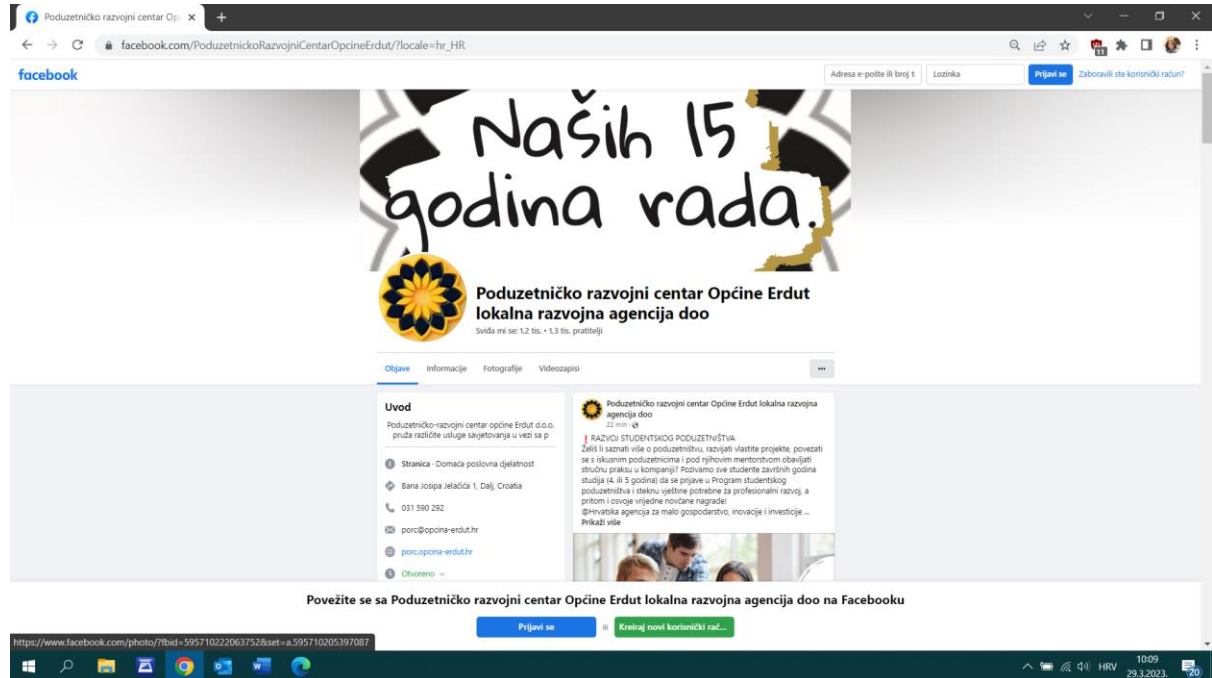 Poduzetničko razvojni centar Op
facebook.com/PoduzetnickoRazvojniCentarOpcineErdut/?locale=hr_HR
11
facebook
Adresa e-pošte ili broj t
Lozinka
Prijavi se
Zaboravili ste korisnički račun?
Naših 15
godina rada.
Poduzetničko razvojni centar Općine Erdut
lokalna razvojna agencija doo
Sviđa mi se: 1,2 tis. • 1,3 tis. pratitelji
Objave
Informacije
Fotografije
Videozapisi
Uvod
Poduzetničko-razvojni centar općine Erdut d.o.o.
pruža različite usluge savjetovanja u vezi sa p
Stranica · Domaća poslovna djelatnost
Bana Josipa Jelačića 1, Dalj, Croatia
031 590 292
porc@opcina-erdut.hr
porc.opcina-erdut.hr
Otvoreno
Poduzetničko razvojni centar Općine Erdut lokalna razvojna
agencija doo
22 min ·
❗ RAZVOJ STUDENTSKOG PODUZETNIŠTVA
Želiš li saznati više o poduzetništvu, razvijati vlastite projekte, povezati
se s iskusnim poduzetnicima i pod njihovim mentorstvom obavljati
stručnu praksu u kompaniji? Pozivamo sve studente završnih godina
studija (4. ili 5 godina) da se prijave u Program studentskog
poduzetništva i steknu vještine potrebne za profesionalni razvoj, a
pritom i osvoje vrijedne novčane nagrade!
@Hrvatska agencija za malo gospodarstvo, inovacije i investicije ...
Prikaži više
Povežite se sa Poduzetničko razvojni centar Općine Erdut lokalna razvojna agencija doo na Facebooku
Prijavi se
ili
Kreiraj novi korisnički rač...
https://www.facebook.com/photo/?fbid=595710222063752&set=a.595710205397087
HRV
10:09
29.3.2023.
20